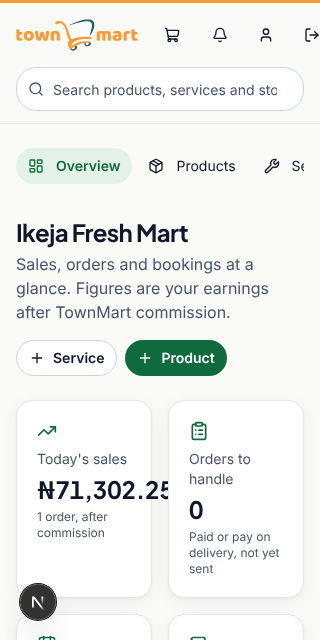 town mart
Search products, services and sto
Overview Products Se
Ikeja Fresh Mart
Sales, orders and bookings at a
glance. Figures are your earnings
after TownMart commission.
+ Service + Product
Today's sales
₦71,302.25
1 order, after
commission
Orders to
handle
0
Paid or pay on
delivery, not yet
sent
N